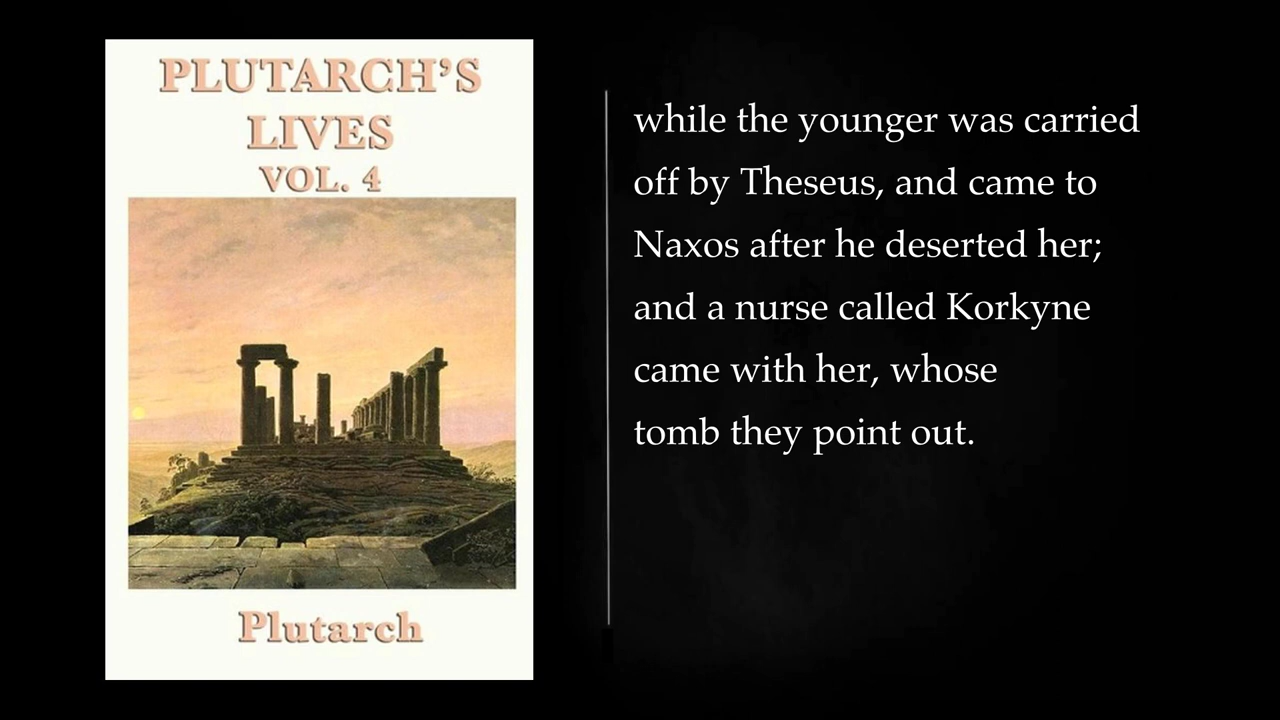 PLUTARCH'S
LIVES
VOL. 4
Plutarch
while the younger was carried
off by Theseus, and came to
Naxos after he deserted her;
and a nurse called Korkyne
came with her, whose
tomb they point out.